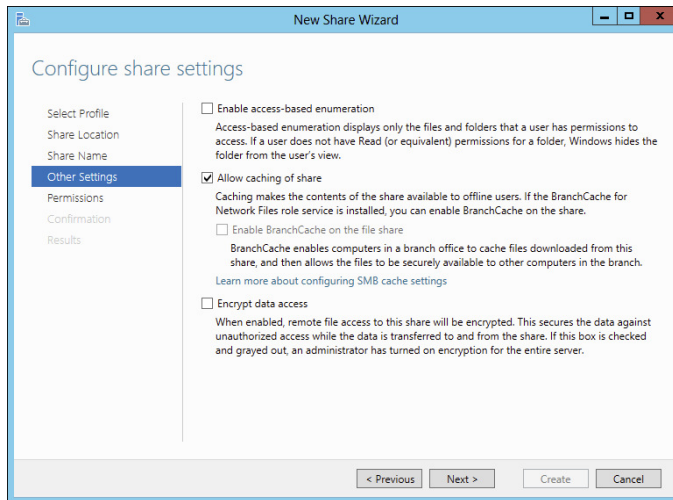 New Share Wizard
Configure share settings
Select Profile
Share Location
Share Name
Other Settings
Permissions
Confirmation
Results
Enable access-based enumeration
Access-based enumeration displays only the files and folders that a user has permissions to
access. If a user does not have Read (or equivalent) permissions for a folder, Windows hides the
folder from the user's view.
Allow caching of share
Caching makes the contents of the share available to offline users. If the BranchCache for
Network Files role service is installed, you can enable BranchCache on the share.
Enable BranchCache on the file share
BranchCache enables computers in a branch office to cache files downloaded from this
share, and then allows the files to be securely available to other computers in the branch.
Learn more about configuring SMB cache settings
Encrypt data access
When enabled, remote file access to this share will be encrypted. This secures the data against
unauthorized access while the data is transferred to and from the share. If this box is checked
and grayed out, an administrator has turned on encryption for the entire server.
< Previous
Next >
Create
Cancel